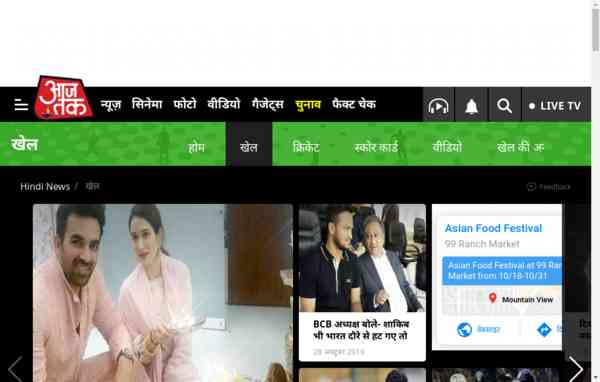 आज तक
न्यूज़ सिनेमा फोटो वीडियो गैजेट्स चुनाव फैक्ट चेक
LIVE TV
खेल
होम खेल क्रिकेट स्कोर कार्ड वीडियो खेल की
Hindi News / खेल
Feedback
Asian Food Festival
99 Ranch Market
Asian Food Festival at 99 Ranch
Market from 10/18-10/31
Mountain View
वेबसाइट
BCB अध्यक्ष बोले- शाकिब
भी भारत दौरे से हट गए तो
28 अक्टूबर 2019